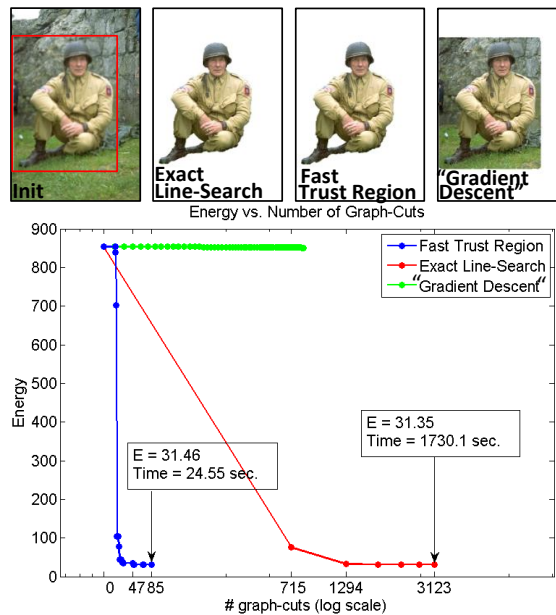 Init
Exact
Line-Search
Fast
Trust Region
"Gradient
Descent"
Energy vs. Number of Graph-Cuts
900
800
700
600
500
400
300
200
100
0
Energy
Fast Trust Region
Exact Line-Search
"Gradient Descent"
E = 31.46
Time = 24.55 sec.
E = 31.35
Time = 1730.1 sec.
0 4785 715 1294 3123
# graph-cuts (log scale)